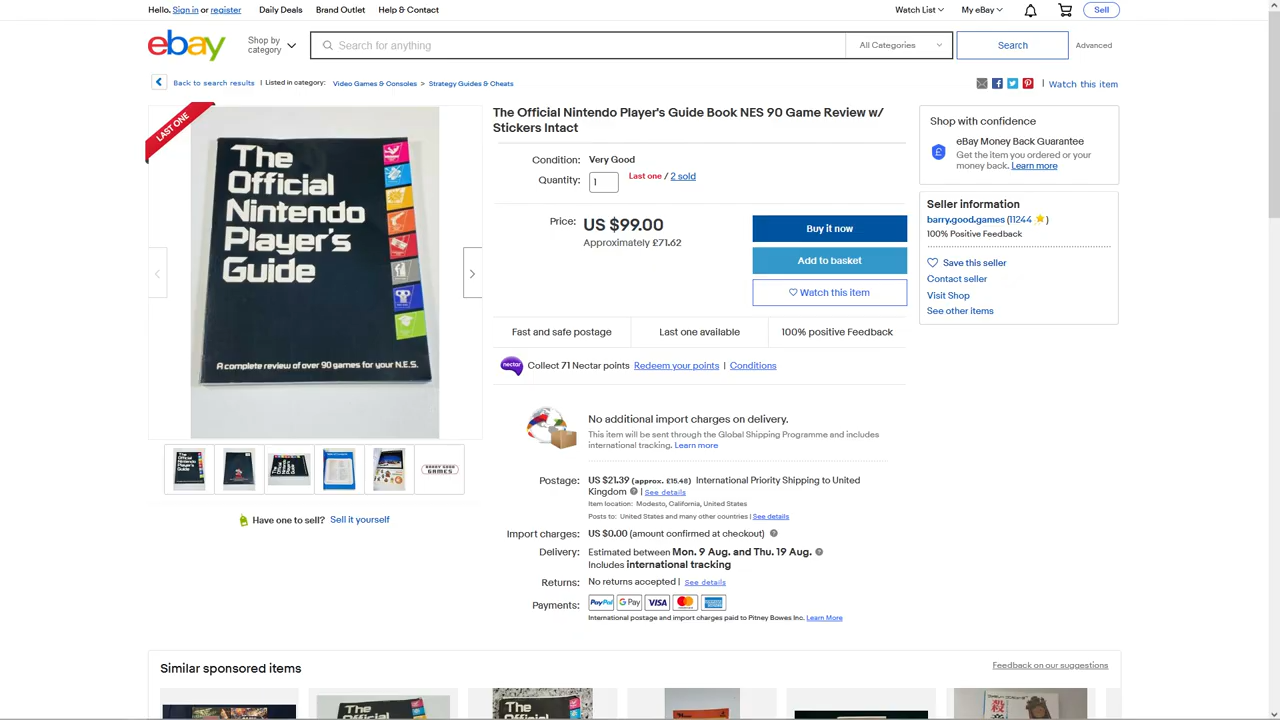 Hello. Sign in or register
Daily Deals
Brand Outlet
Help & Contact
Watch List
My eBay
Sell
ebay
Shop by category
Search for anything
All Categories
Search
Advanced
Back to search results | Listed in category: Video Games & Consoles > Strategy Guides & Cheats
| Watch this item
LAST ONE
The
Official
Nintendo
Player's
Guide
A complete review of over 90 games for your N.E.S.
The Official Nintendo Player's Guide Book NES 90 Game Review w/
Stickers Intact
Condition: Very Good
Quantity: 1 Last one / 2 sold
Price: US $99.00
Approximately £71.62
Buy it now
Add to basket
Watch this item
Fast and safe postage
Last one available
100% positive Feedback
nectar Collect 71 Nectar points Redeem your points | Conditions
No additional import charges on delivery.
This item will be sent through the Global Shipping Programme and includes
international tracking. Learn more
Postage: US $21.39 (approx. £15.48) International Priority Shipping to United
Kingdom | See details
Item location: Modesto, California, United States
Posts to: United States and many other countries | See details
Import charges: US $0.00 (amount confirmed at checkout)
Delivery: Estimated between Mon. 9 Aug. and Thu. 19 Aug.
Includes international tracking
Returns: No returns accepted | See details
Payments: PayPal G Pay VISA
International postage and import charges paid to Pitney Bowes Inc. Learn More
Shop with confidence
eBay Money Back Guarantee
Get the item you ordered or your
money back. Learn more
Seller information
barry.good.games (11244 )
100% Positive Feedback
Save this seller
Contact seller
Visit Shop
See other items
BARRY GOOD
GAMES
Have one to sell? Sell it yourself
Similar sponsored items
Feedback on our suggestions
The